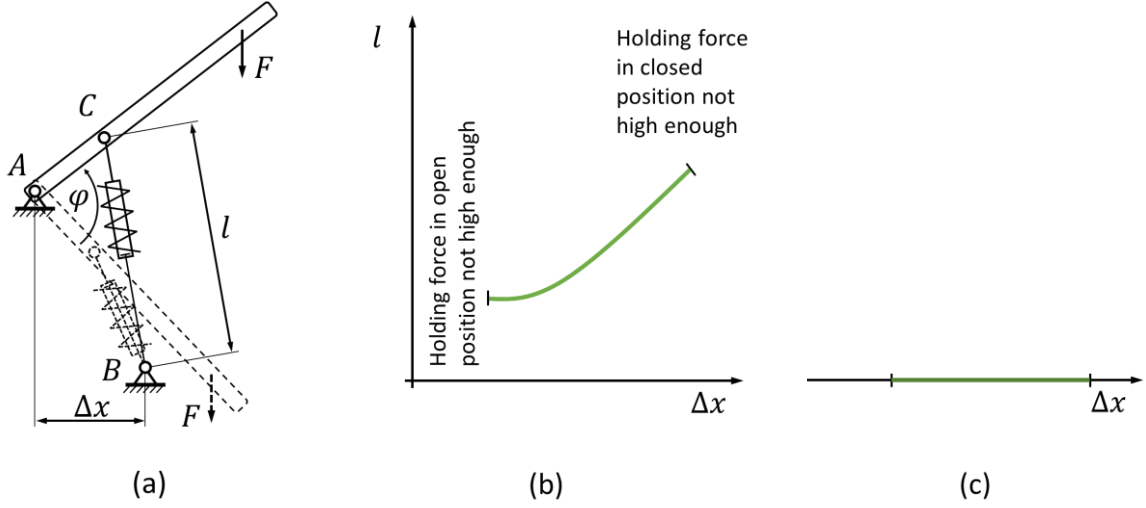 A
C
F
φ
l
B
F
Δx
(a)
l
Holding force in open
position not high enough
Holding force
in closed
position not
high enough
Δx
(b)
Δx
(c)